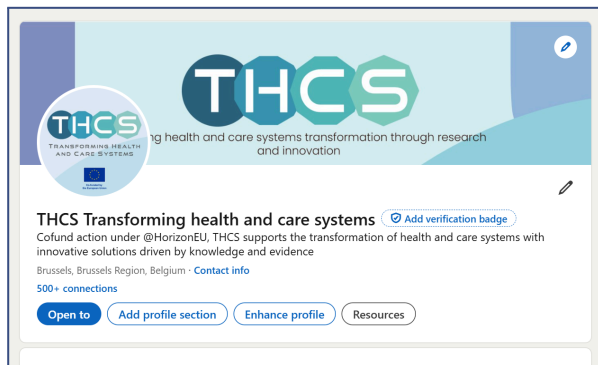 THCS
ng health and care systems transformation through research
and innovation
THCS
TRANSFORMING HEALTH
AND CARE SYSTEMS
THCS Transforming health and care systems
Add verification badge
Cofund action under @HorizonEU, THCS supports the transformation of health and care systems with
innovative solutions driven by knowledge and evidence
Brussels, Brussels Region, Belgium · Contact info
500+ connections
Open to
Add profile section
Enhance profile
Resources